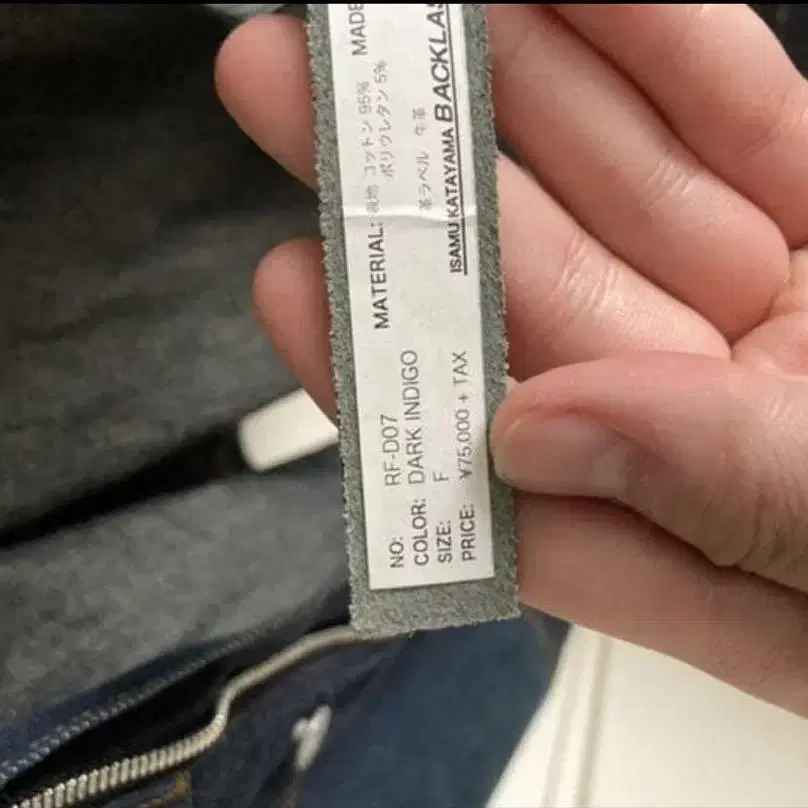 NO: RF-D07
COLOR: DARK INDIGO
SIZE: F
PRICE: ¥75,000 + TAX
MATERIAL: 表地 コットン 95%
ポリウレタン 5%
革ラベル 牛革
ISAMU KATAYAMA BACKLAS
MADE